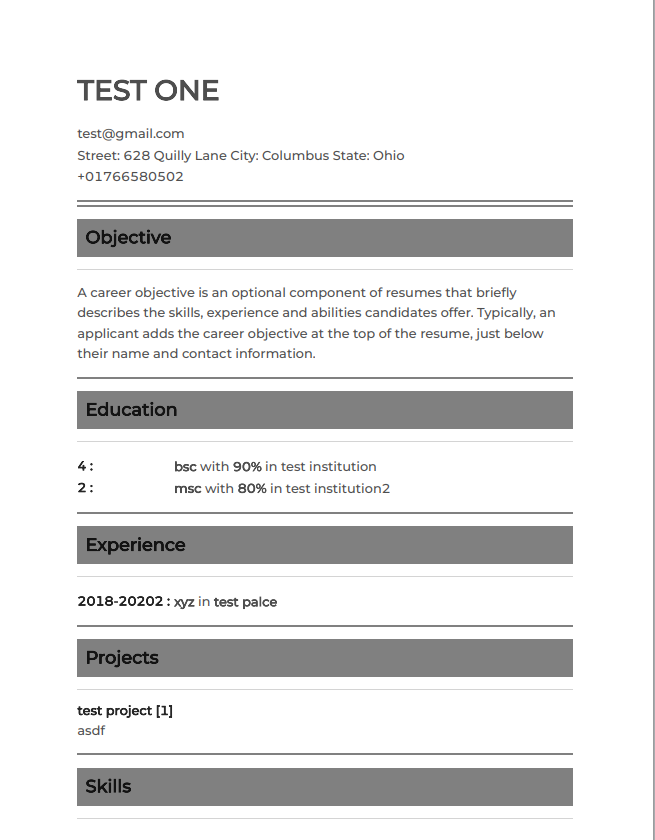 TEST ONE
test@gmail.com
Street: 628 Quilly Lane City: Columbus State: Ohio
+01766580502
Objective
A career objective is an optional component of resumes that briefly
describes the skills, experience and abilities candidates offer. Typically, an
applicant adds the career objective at the top of the resume, just below
their name and contact information.
Education
4 : bsc with 90% in test institution
2 : msc with 80% in test institution2
Experience
2018-20202 : xyz in test palce
Projects
test project [1]
asdf
Skills